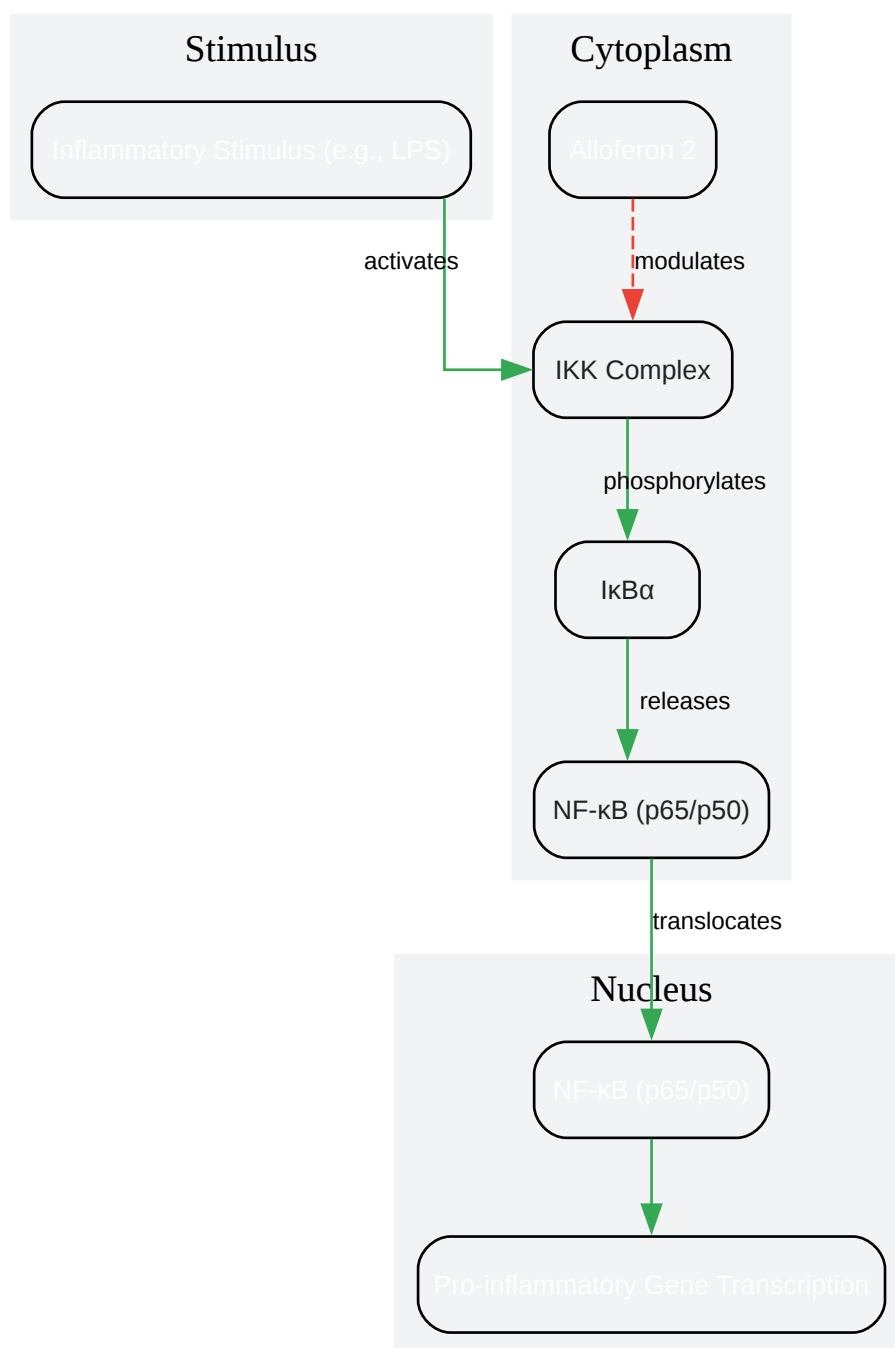 Stimulus
Inflammatory Stimulus (e.g., LPS)
activates
Cytoplasm
Alloferon 2
modulates
IKK Complex
phosphorylates
IκBα
releases
NF-κB (p65/p50)
translocates
Nucleus
NF-κB (p65/p50)
Pro-inflammatory Gene Transcription